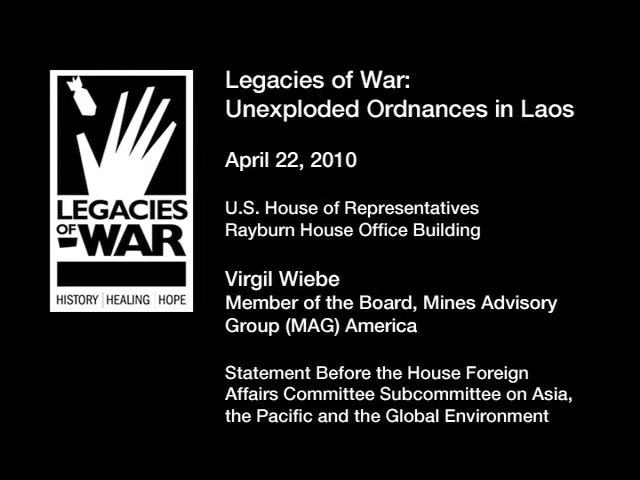 LEGACIES
OF WAR
HISTORY | HEALING | HOPE
Legacies of War:
Unexploded Ordnances in Laos
April 22, 2010
U.S. House of Representatives
Rayburn House Office Building
Virgil Wiebe
Member of the Board, Mines Advisory
Group (MAG) America
Statement Before the House Foreign
Affairs Committee Subcommittee on Asia,
the Pacific and the Global Environment